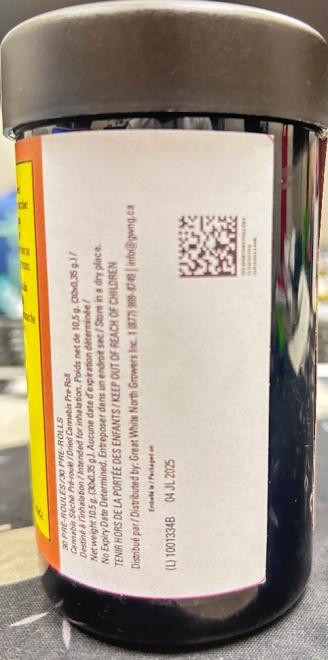 30 PRÉ-ROULÉS/30 PRE-ROLLS
Cannabis Séché Pré-roulé / Dried Cannabis Pre-Roll
Destiné à l'inhalation / Intended for inhalation. Poids net de 10,5 g. (30x0,35 g.) /
Net weight 10.5 g. (30x0.35 g.). Aucune date d'expiration déterminée /
No Expiry Date Determined. Entreposer dans un endroit sec / Store in a dry place.
TENIR HORS DE LA PORTÉE DES ENFANTS / KEEP OUT OF REACH OF CHILDREN
Distribué par / Distributed by: Great White North Growers Inc. 1 (877) 988-8749 | info@gwng.ca
Emballé le / Packaged on
(L) 1001334B 04 JL 2025